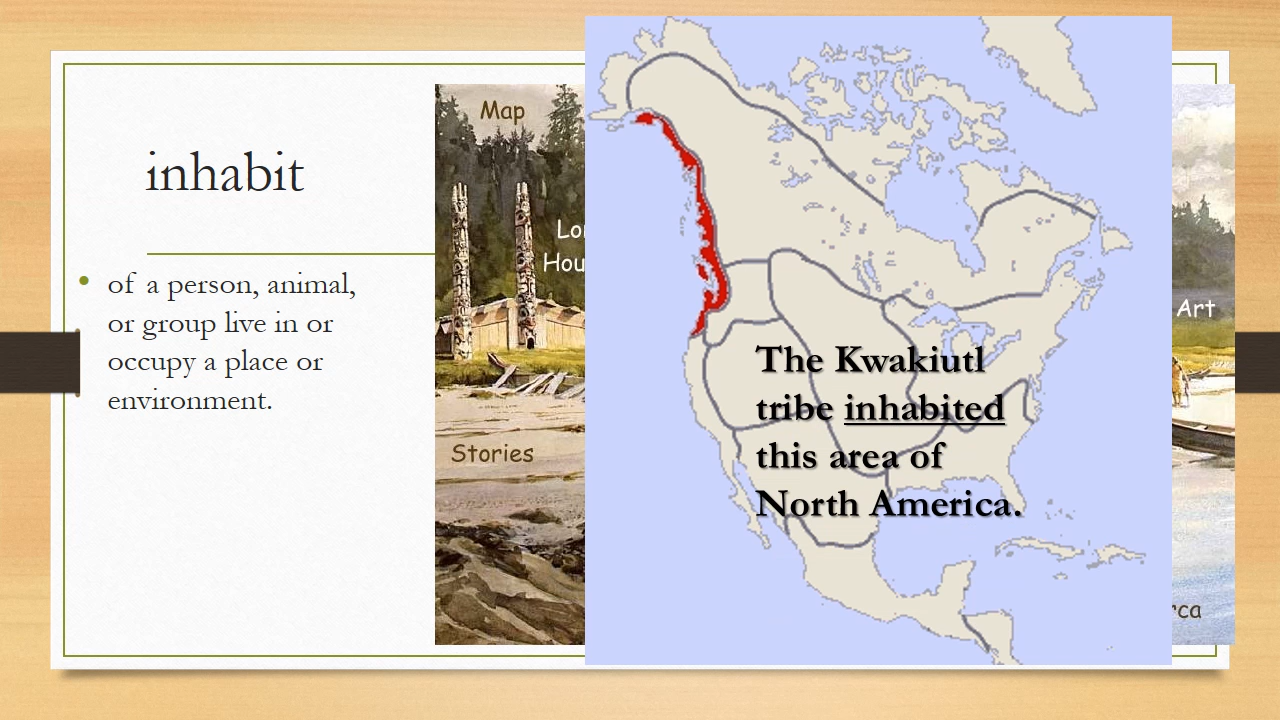 inhabit
of a person, animal,
or group live in or
occupy a place or
environment.
Map
Stories
The Kwakiutl
tribe inhabited
this area of
North America.
Art